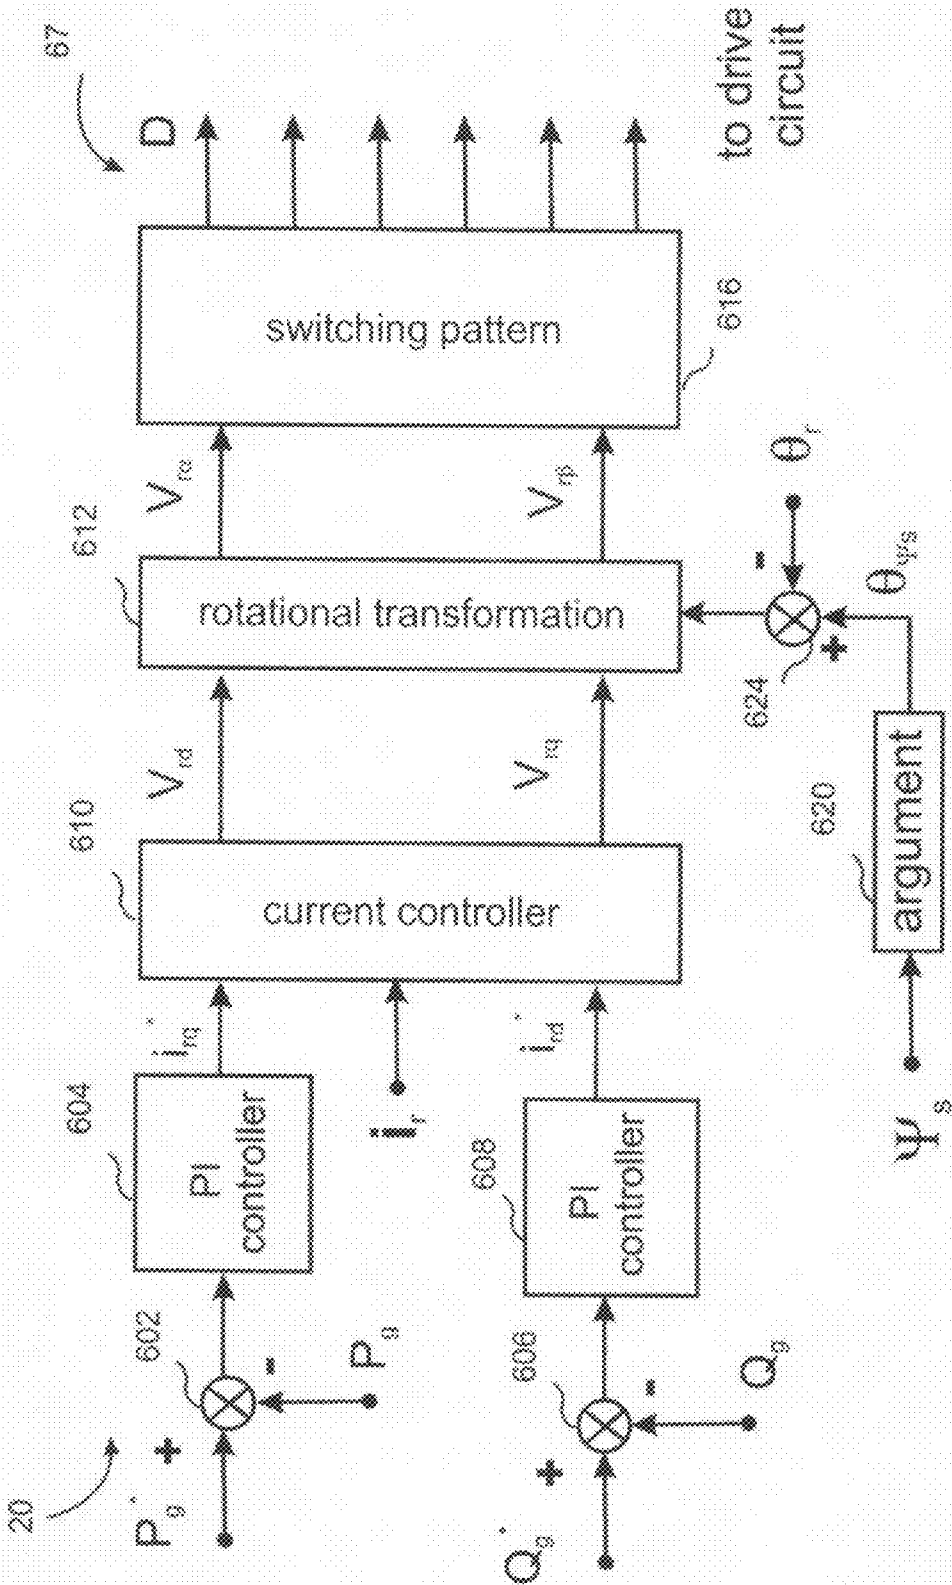 20
67
P*g
+
-
Pg
602
PI
controller
604
i*rq
ir
Q*g
+
-
Qg
606
PI
controller
608
i*rd
current controller
610
Vrd
Vrq
rotational transformation
612
Vrα
Vrβ
switching pattern
616
D
to drive
circuit
Ψs
argument
620
θΨs
+
-
624
θr